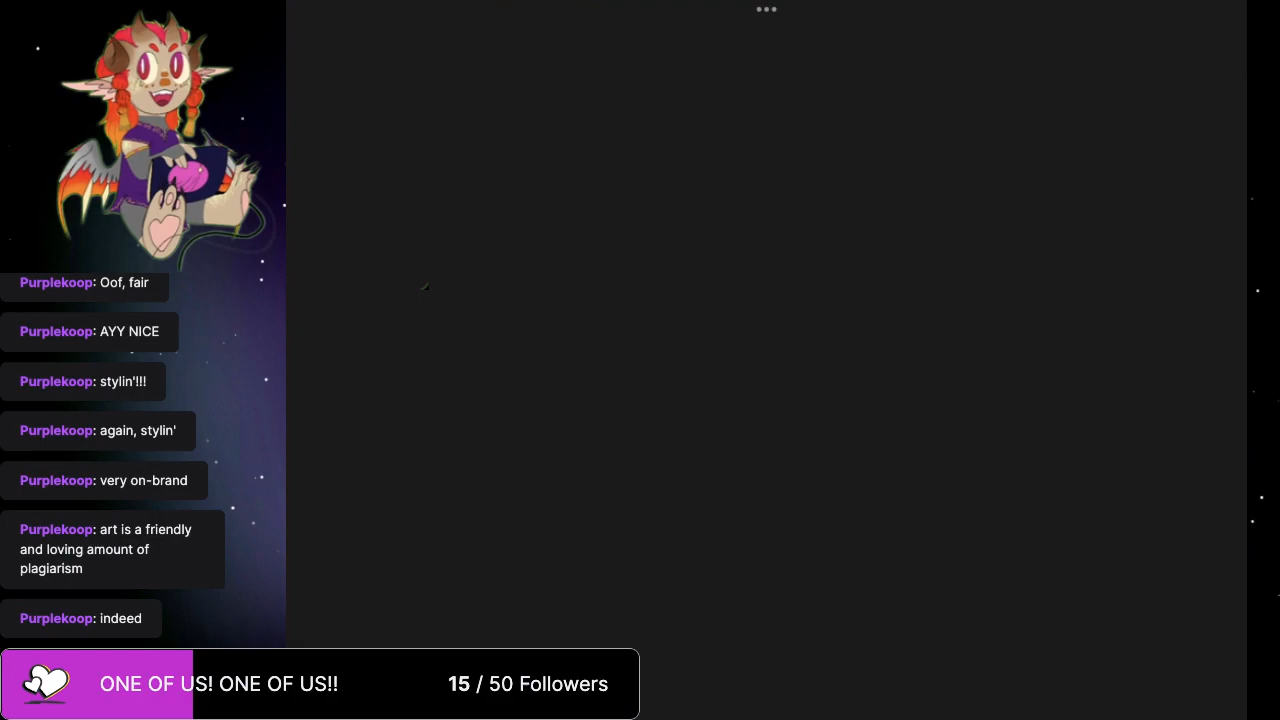 Purplekoop: Oof, fair
Purplekoop: AYY NICE
Purplekoop: stylin'!!!
Purplekoop: again, stylin'
Purplekoop: very on-brand
Purplekoop: art is a friendly
and loving amount of
plagiarism
Purplekoop: indeed
ONE OF US! ONE OF US!! 15 / 50 Followers